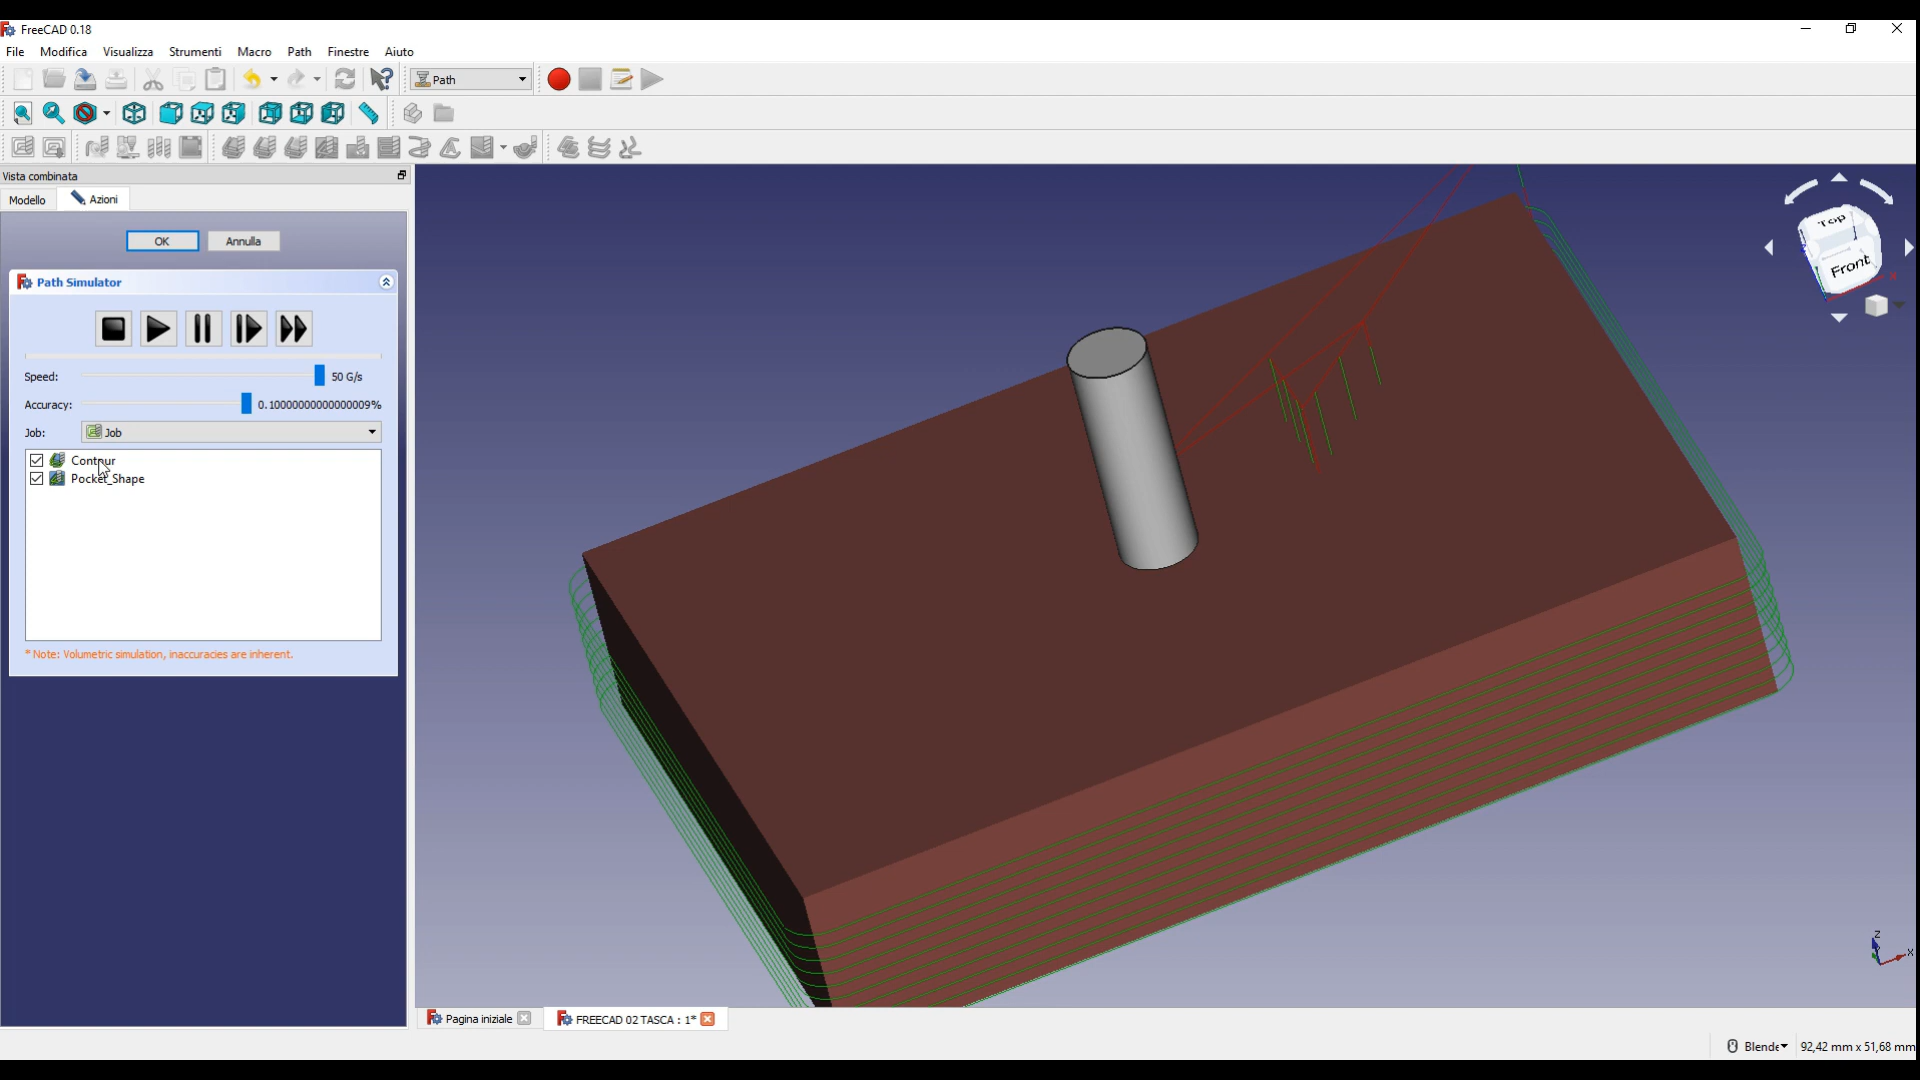 FreeCAD 0.18
File Modifica Visualizza Strumenti Macro Path Finestre Aiuto
Path
Vista combinata
Modello Azioni
OK Annulla
Path Simulator
Speed: 50 G/s
Accuracy: 0.10000000000000009%
Job: Job
Contour
Pocket_Shape
*Note: Volumetric simulation, inaccuracies are inherent.
Top
Front
X
Z
X
Pagina iniziale FREECAD 02 TASCA : 1*
Blende 92,42 mm x 51,68 mm